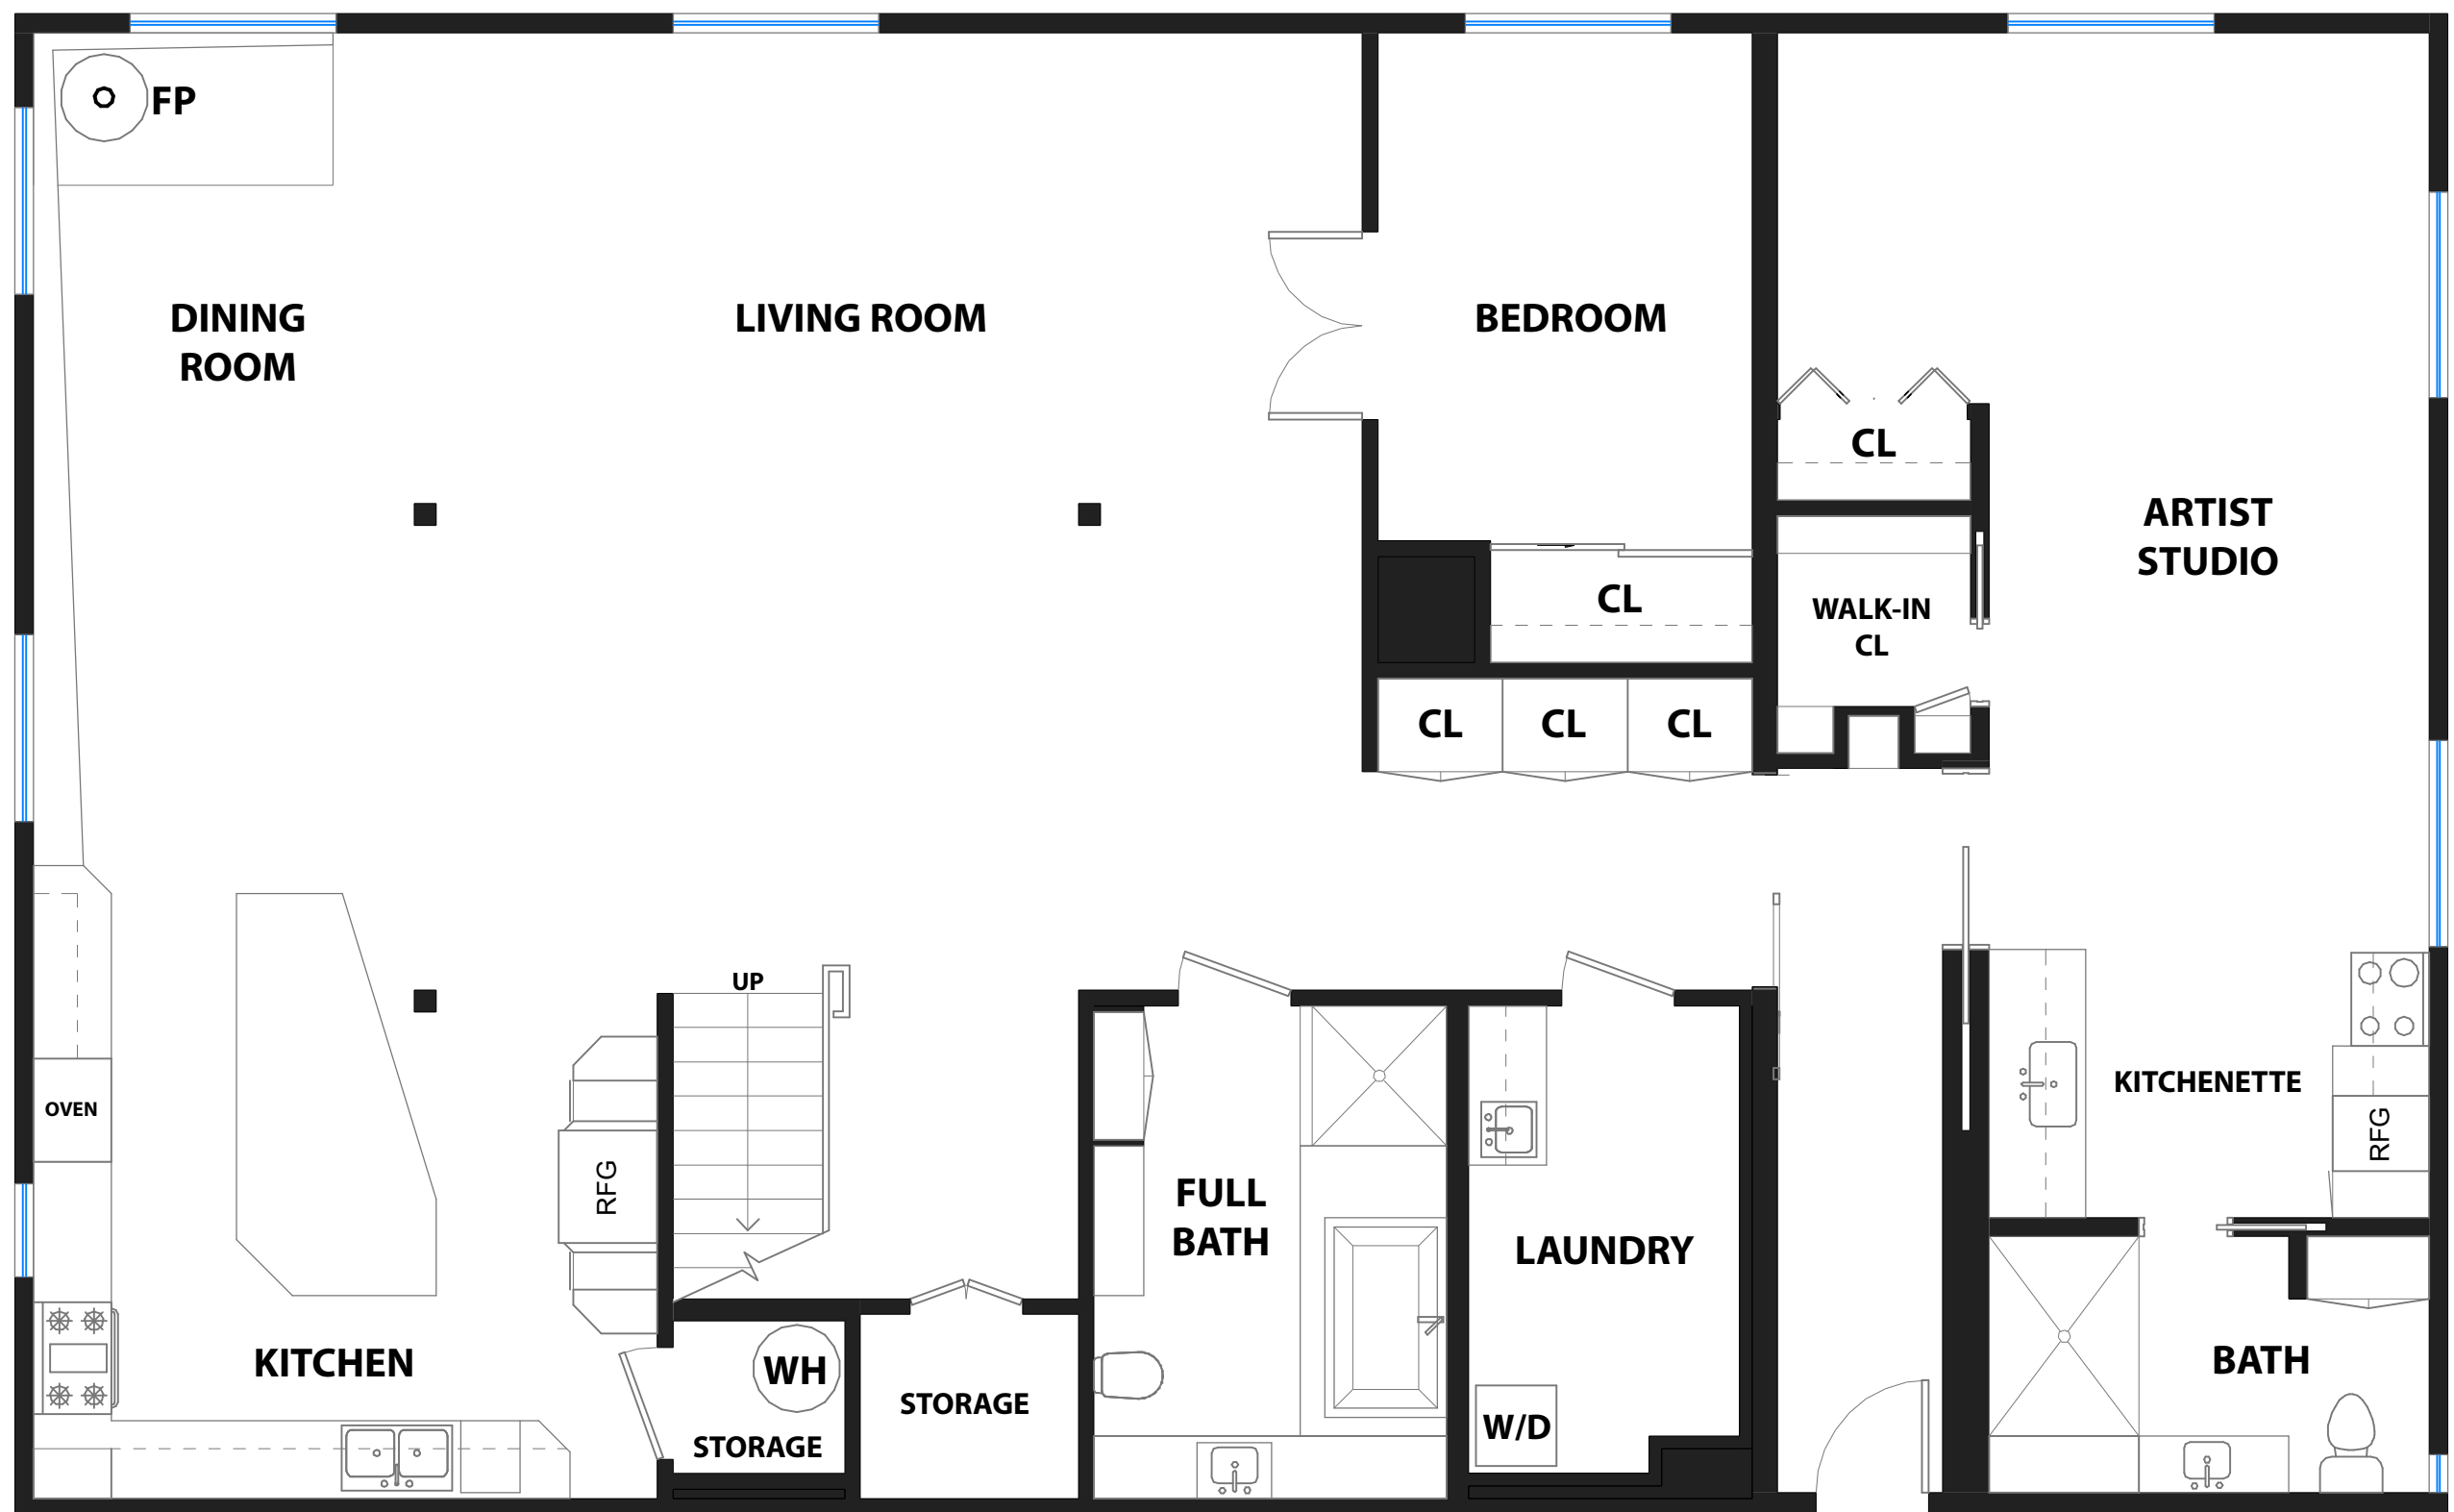 FP
DINING
ROOM
LIVING ROOM
BEDROOM
CL
ARTIST
STUDIO
CL
WALK-IN
CL
CL
CL
CL
UP
OVEN
RFG
KITCHENETTE
RFG
FULL
BATH
LAUNDRY
KITCHEN
WH
STORAGE
STORAGE
W/D
BATH